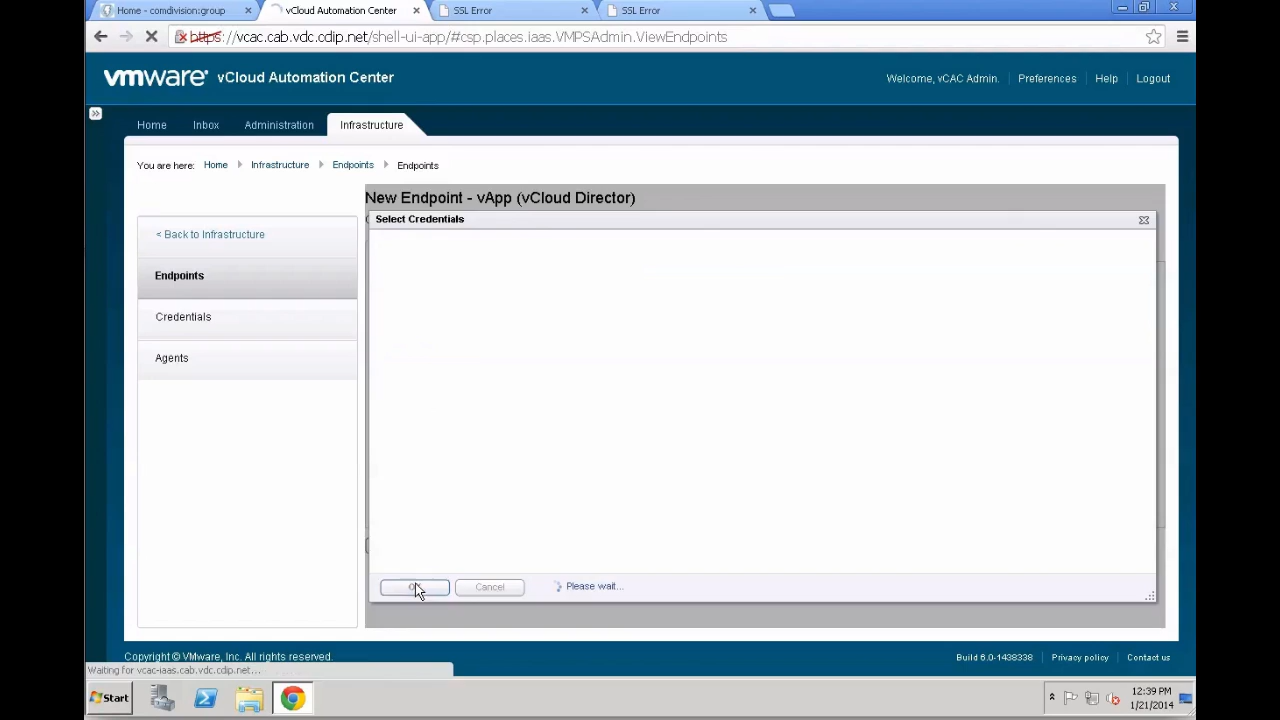 Home - comdivision:group
vCloud Automation Center
SSL Error
SSL Error
https://vcac.cab.vdc.cdip.net/shell-ui-app/#csp.places.iaas.VMPSAdmin.ViewEndpoints
vmware® vCloud Automation Center
Welcome, vCAC Admin. Preferences Help Logout
Home Inbox Administration Infrastructure
You are here: Home Infrastructure Endpoints Endpoints
New Endpoint - vApp (vCloud Director)
Select Credentials
< Back to Infrastructure
Endpoints
Credentials
Agents
Cancel Please wait...
Copyright © VMware, Inc. All rights reserved.
Build 6.0-1438338 Privacy policy Contact us
Waiting for vcac-iaas.cab.vdc.cdip.net...
Start
12:39 PM
1/21/2014